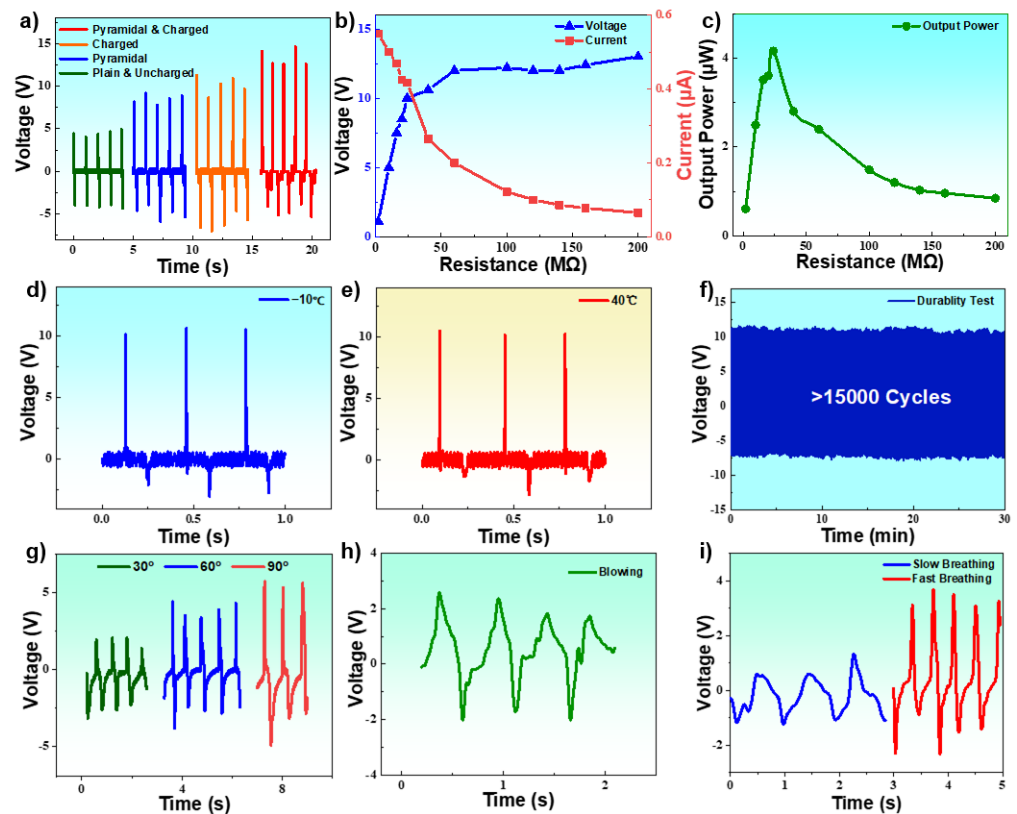 a)
Pyramidal & Charged
Charged
Pyramidal
Plain & Uncharged
15
10
5
0
-5
Voltage (V)
0 5 10 15 20
Time (s)
b)
Voltage
Current
15
10
5
0
Voltage (V)
0.6
0.4
0.2
0.0
Current (μA)
0 50 100 150 200
Resistance (MΩ)
c)
Output Power
4
2
0
Output Power (μW)
0 50 100 150 200
Resistance (MΩ)
d)
−10℃
10
5
0
Voltage (V)
0.0 0.5 1.0
Time (s)
e)
40℃
10
5
0
Voltage (V)
0.0 0.5 1.0
Time (s)
f)
Durablity Test
15
10
5
0
-5
-10
-15
Voltage (V)
>15000 Cycles
0 10 20 30
Time (min)
g)
30° 60° 90°
5
0
-5
Voltage (V)
0 4 8
Time (s)
h)
Blowing
4
2
0
-2
-4
Voltage (V)
0 1 2
Time (s)
i)
Slow Breathing
Fast Breathing
4
2
0
-2
Voltage (V)
0 1 2 3 4 5
Time (s)